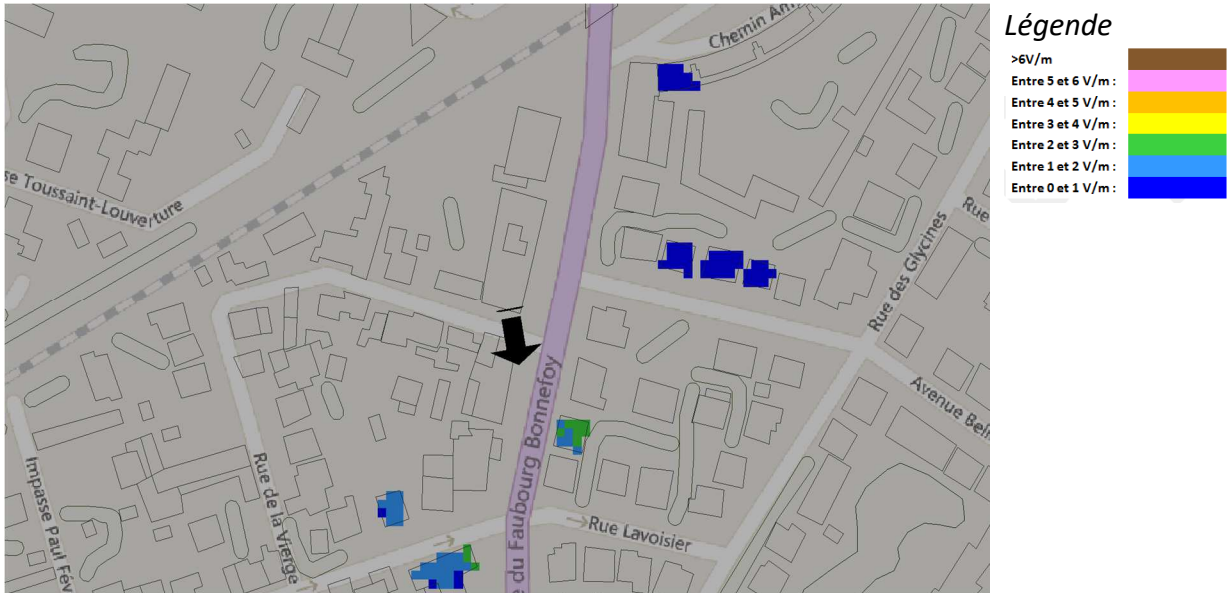 Légende
>6V/m
Entre 5 et 6 V/m :
Entre 4 et 5 V/m :
Entre 3 et 4 V/m :
Entre 2 et 3 V/m :
Entre 1 et 2 V/m :
Entre 0 et 1 V/m :
Chemin
se Toussaint-Louverture
Rue
Rue des Glycines
Avenue
e du Faubourg Bonnefoy
Impasse Paul
Rue de la Vierge
Rue Lavoisier